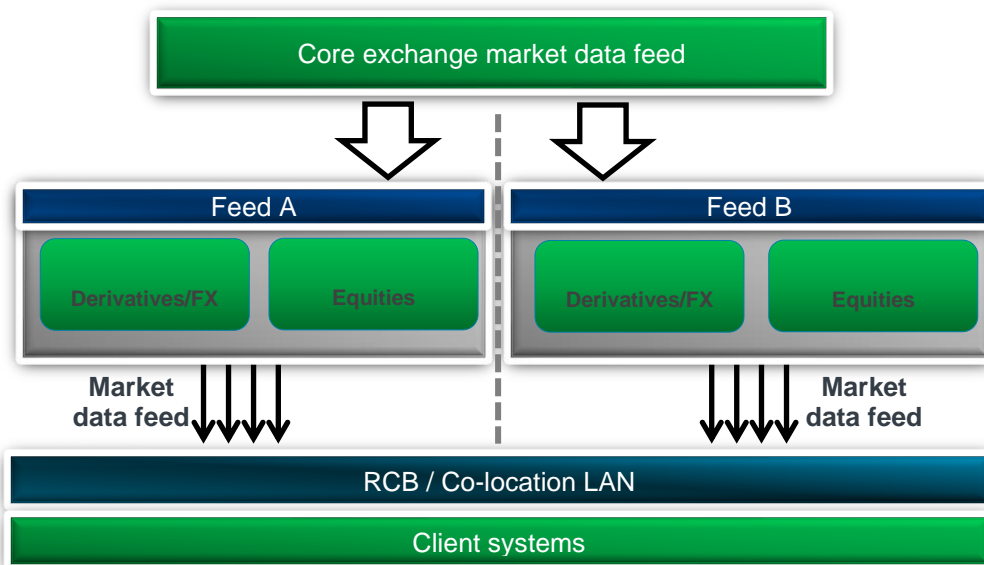 Core exchange market data feed
Feed A
Feed B
Derivatives/FX
Equities
Derivatives/FX
Equities
Market
data feed
Market
data feed
RCB / Co-location LAN
Client systems